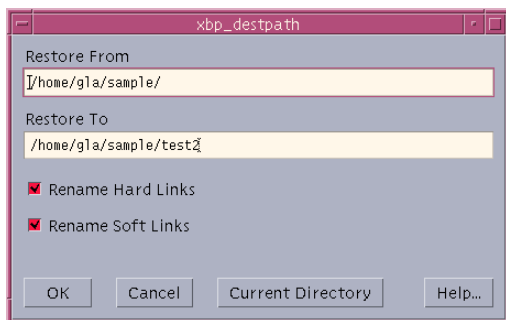 xbp_destpath
Restore From
/home/gla/sample/
Restore To
/home/gla/sample/test2
Rename Hard Links
Rename Soft Links
OK Cancel Current Directory Help...